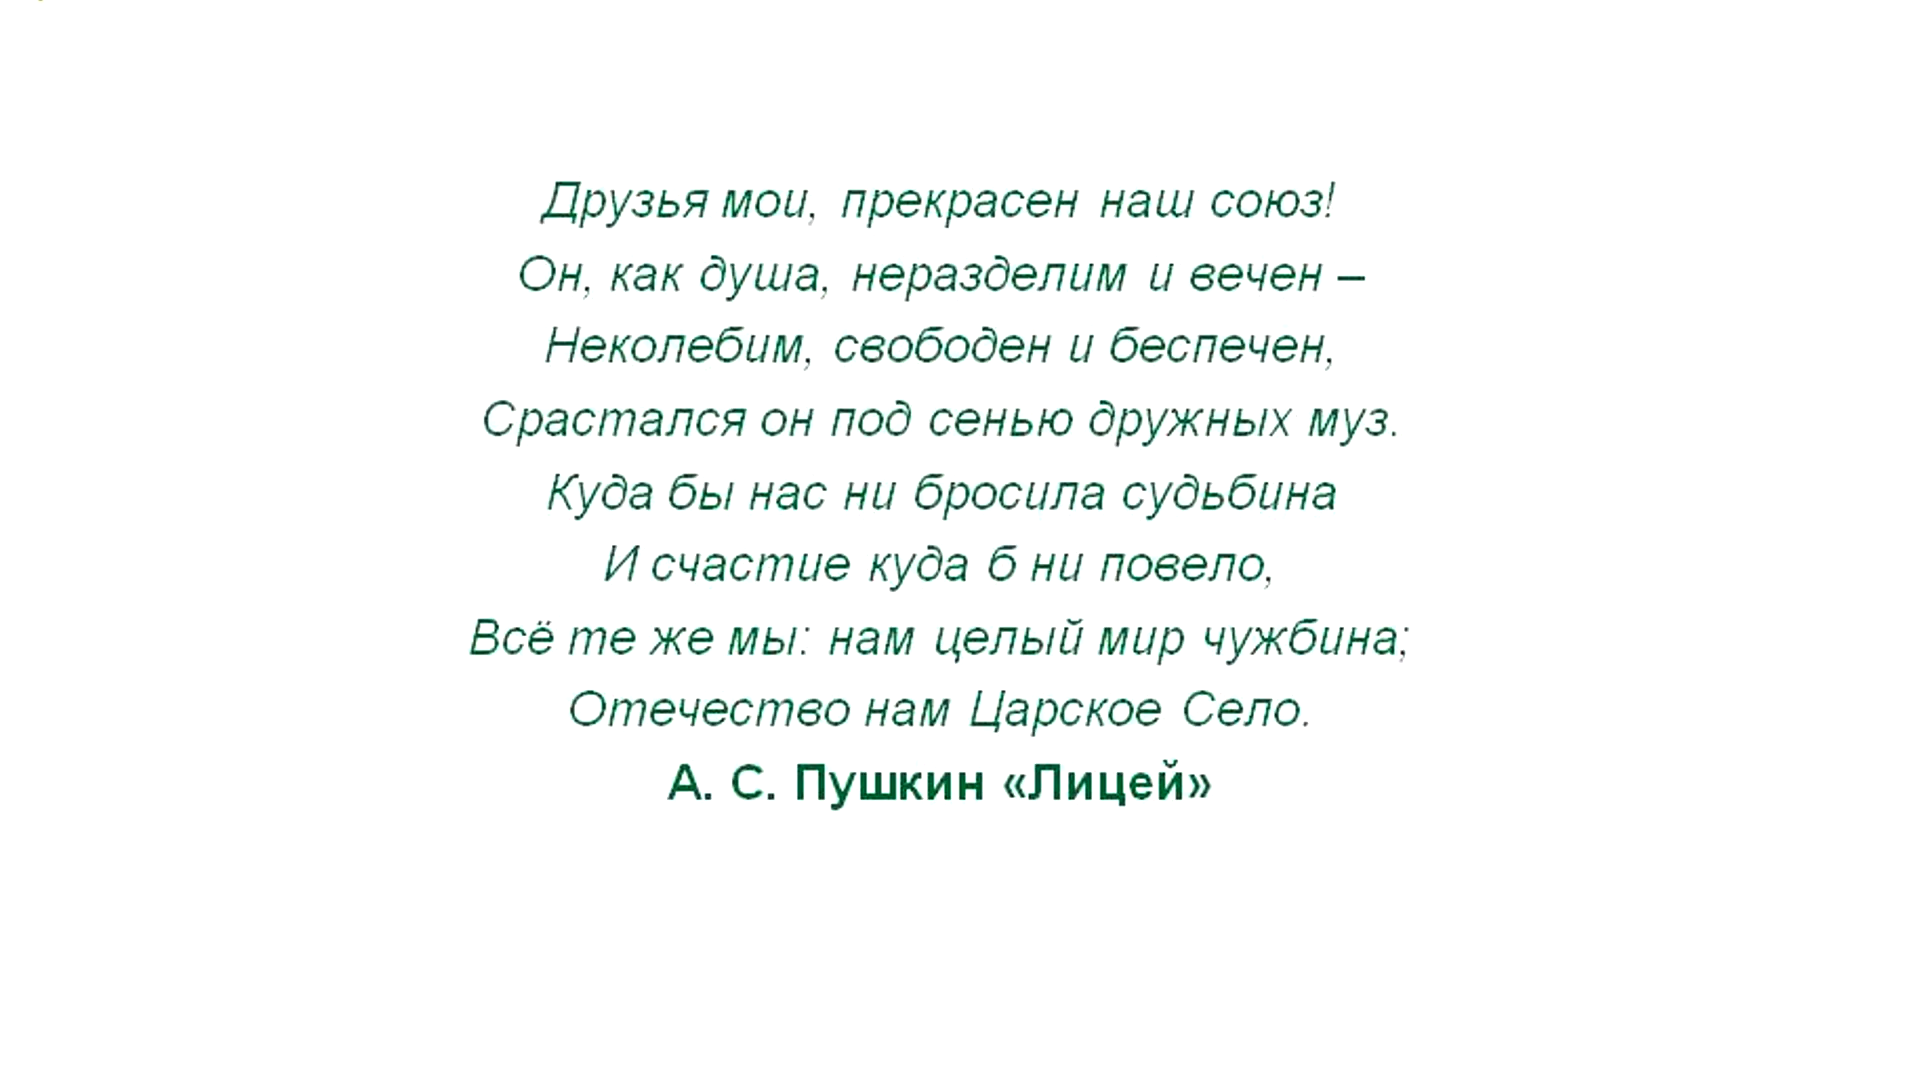 Друзья мои, прекрасен наш союз!
Он, как душа, неразделим и вечен –
Неколебим, свободен и беспечен,
Срастался он под сенью дружных муз.
Куда бы нас ни бросила судьбина
И счастие куда б ни повело,
Всё те же мы: нам целый мир чужбина;
Отечество нам Царское Село.
А. С. Пушкин «Лицей»